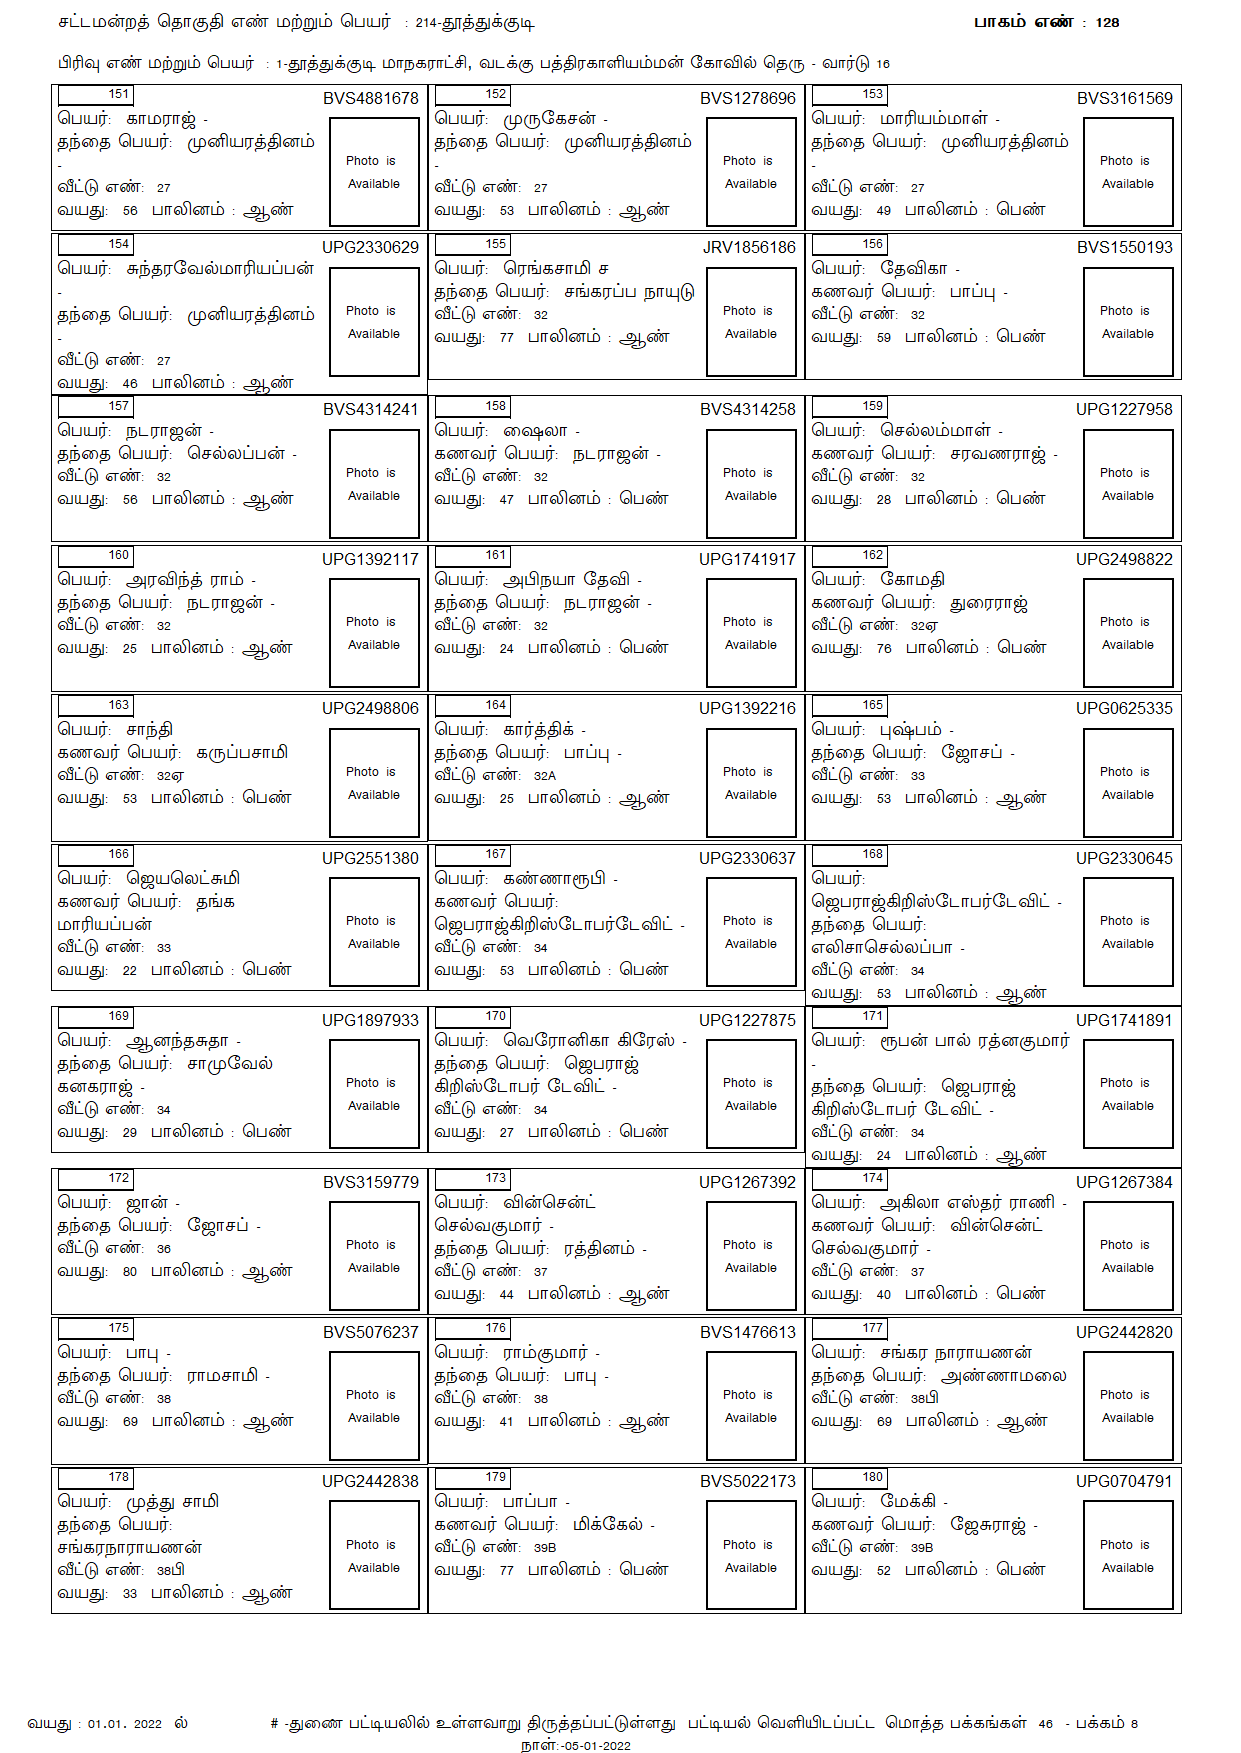 சட்டமன்றத் தொகுதி எண் மற்றும் பெயர் : 214-தூத்துக்குடி பாகம் எண் : 128
பிரிவு எண் மற்றும் பெயர் : 1-தூத்துக்குடி மாநகராட்சி, வடக்கு பத்திரகாளியம்மன் கோவில் தெரு - வார்டு 16
151 BVS4881678
பெயர்: காமராஜ் -
தந்தை பெயர்: முனியரத்தினம்
-
வீட்டு எண்: 27
வயது: 56 பாலினம் : ஆண்
Photo is
Available
152 BVS1278696
பெயர்: முருகேசன் -
தந்தை பெயர்: முனியரத்தினம்
-
வீட்டு எண்: 27
வயது: 53 பாலினம் : ஆண்
Photo is
Available
153 BVS3161569
பெயர்: மாரியம்மாள் -
தந்தை பெயர்: முனியரத்தினம்
-
வீட்டு எண்: 27
வயது: 49 பாலினம் : பெண்
Photo is
Available
154 UPG2330629
பெயர்: சுந்தரவேல்மாரியப்பன்
-
தந்தை பெயர்: முனியரத்தினம்
-
வீட்டு எண்: 27
வயது: 46 பாலினம் : ஆண்
Photo is
Available
155 JRV1856186
பெயர்: ரெங்கசாமி ச
தந்தை பெயர்: சங்கரப்ப நாயுடு
வீட்டு எண்: 32
வயது: 77 பாலினம் : ஆண்
Photo is
Available
156 BVS1550193
பெயர்: தேவிகா -
கணவர் பெயர்: பாப்பு -
வீட்டு எண்: 32
வயது: 59 பாலினம் : பெண்
Photo is
Available
157 BVS4314241
பெயர்: நடராஜன் -
தந்தை பெயர்: செல்லப்பன் -
வீட்டு எண்: 32
வயது: 56 பாலினம் : ஆண்
Photo is
Available
158 BVS4314258
பெயர்: ஷைலா -
கணவர் பெயர்: நடராஜன் -
வீட்டு எண்: 32
வயது: 47 பாலினம் : பெண்
Photo is
Available
159 UPG1227958
பெயர்: செல்லம்மாள் -
கணவர் பெயர்: சரவணராஜ் -
வீட்டு எண்: 32
வயது: 28 பாலினம் : பெண்
Photo is
Available
160 UPG1392117
பெயர்: அரவிந்த் ராம் -
தந்தை பெயர்: நடராஜன் -
வீட்டு எண்: 32
வயது: 25 பாலினம் : ஆண்
Photo is
Available
161 UPG1741917
பெயர்: அபிநயா தேவி -
தந்தை பெயர்: நடராஜன் -
வீட்டு எண்: 32
வயது: 24 பாலினம் : பெண்
Photo is
Available
162 UPG2498822
பெயர்: கோமதி
கணவர் பெயர்: துரைராஜ்
வீட்டு எண்: 32ஏ
வயது: 76 பாலினம் : பெண்
Photo is
Available
163 UPG2498806
பெயர்: சாந்தி
கணவர் பெயர்: கருப்பசாமி
வீட்டு எண்: 32ஏ
வயது: 53 பாலினம் : பெண்
Photo is
Available
164 UPG1392216
பெயர்: கார்த்திக் -
தந்தை பெயர்: பாப்பு -
வீட்டு எண்: 32A
வயது: 25 பாலினம் : ஆண்
Photo is
Available
165 UPG0625335
பெயர்: புஷ்பம் -
தந்தை பெயர்: ஜோசப் -
வீட்டு எண்: 33
வயது: 53 பாலினம் : ஆண்
Photo is
Available
166 UPG2551380
பெயர்: ஜெயலெட்சுமி
கணவர் பெயர்: தங்க
மாரியப்பன்
வீட்டு எண்: 33
வயது: 22 பாலினம் : பெண்
Photo is
Available
167 UPG2330637
பெயர்: கண்ணாரூபி -
கணவர் பெயர்:
ஜெபராஜ்கிறிஸ்டோபர்டேவிட் -
வீட்டு எண்: 34
வயது: 53 பாலினம் : பெண்
Photo is
Available
168 UPG2330645
பெயர்:
ஜெபராஜ்கிறிஸ்டோபர்டேவிட் -
தந்தை பெயர்:
எலிசாசெல்லப்பா -
வீட்டு எண்: 34
வயது: 53 பாலினம் : ஆண்
Photo is
Available
169 UPG1897933
பெயர்: ஆனந்தசுதா -
தந்தை பெயர்: சாமுவேல்
கனகராஜ் -
வீட்டு எண்: 34
வயது: 29 பாலினம் : பெண்
Photo is
Available
170 UPG1227875
பெயர்: வெரோனிகா கிரேஸ் -
தந்தை பெயர்: ஜெபராஜ்
கிறிஸ்டோபர் டேவிட் -
வீட்டு எண்: 34
வயது: 27 பாலினம் : பெண்
Photo is
Available
171 UPG1741891
பெயர்: ரூபன் பால் ரத்னகுமார்
-
தந்தை பெயர்: ஜெபராஜ்
கிறிஸ்டோபர் டேவிட் -
வீட்டு எண்: 34
வயது: 24 பாலினம் : ஆண்
Photo is
Available
172 BVS3159779
பெயர்: ஜான் -
தந்தை பெயர்: ஜோசப் -
வீட்டு எண்: 36
வயது: 80 பாலினம் : ஆண்
Photo is
Available
173 UPG1267392
பெயர்: வின்சென்ட்
செல்வகுமார் -
தந்தை பெயர்: ரத்தினம் -
வீட்டு எண்: 37
வயது: 44 பாலினம் : ஆண்
Photo is
Available
174 UPG1267384
பெயர்: அகிலா எஸ்தர் ராணி -
கணவர் பெயர்: வின்சென்ட்
செல்வகுமார் -
வீட்டு எண்: 37
வயது: 40 பாலினம் : பெண்
Photo is
Available
175 BVS5076237
பெயர்: பாபு -
தந்தை பெயர்: ராமசாமி -
வீட்டு எண்: 38
வயது: 69 பாலினம் : ஆண்
Photo is
Available
176 BVS1476613
பெயர்: ராம்குமார் -
தந்தை பெயர்: பாபு -
வீட்டு எண்: 38
வயது: 41 பாலினம் : ஆண்
Photo is
Available
177 UPG2442820
பெயர்: சங்கர நாராயணன்
தந்தை பெயர்: அண்ணாமலை
வீட்டு எண்: 38பி
வயது: 69 பாலினம் : ஆண்
Photo is
Available
178 UPG2442838
பெயர்: முத்து சாமி
தந்தை பெயர்:
சங்கரநாராயணன்
வீட்டு எண்: 38பி
வயது: 33 பாலினம் : ஆண்
Photo is
Available
179 BVS5022173
பெயர்: பாப்பா -
கணவர் பெயர்: மிக்கேல் -
வீட்டு எண்: 39B
வயது: 77 பாலினம் : பெண்
Photo is
Available
180 UPG0704791
பெயர்: மேக்கி -
கணவர் பெயர்: ஜேசுராஜ் -
வீட்டு எண்: 39B
வயது: 52 பாலினம் : பெண்
Photo is
Available
வயது : 01.01. 2022 ல் # -துணை பட்டியலில் உள்ளவாறு திருத்தப்பட்டுள்ளது பட்டியல் வெளியிடப்பட்ட மொத்த பக்கங்கள் 46 - பக்கம் 8
நாள்:-05-01-2022